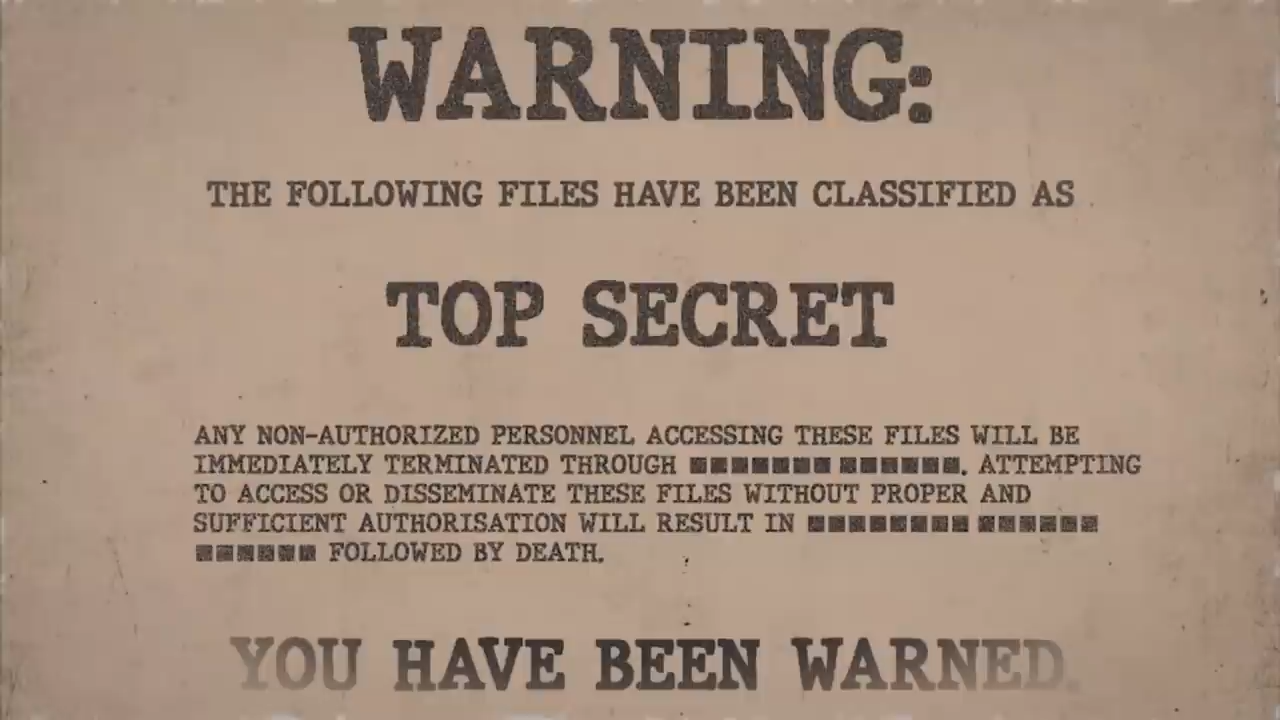 WARNING:
THE FOLLOWING FILES HAVE BEEN CLASSIFIED AS
TOP SECRET
ANY NON-AUTHORIZED PERSONNEL ACCESSING THESE FILES WILL BE
IMMEDIATELY TERMINATED THROUGH ■■■■■■■ ■■■■■■. ATTEMPTING
TO ACCESS OR DISSEMINATE THESE FILES WITHOUT PROPER AND
SUFFICIENT AUTHORISATION WILL RESULT IN ■■■■■■■■ ■■■■■■
■■■■■■ FOLLOWED BY DEATH.
YOU HAVE BEEN WARNED.